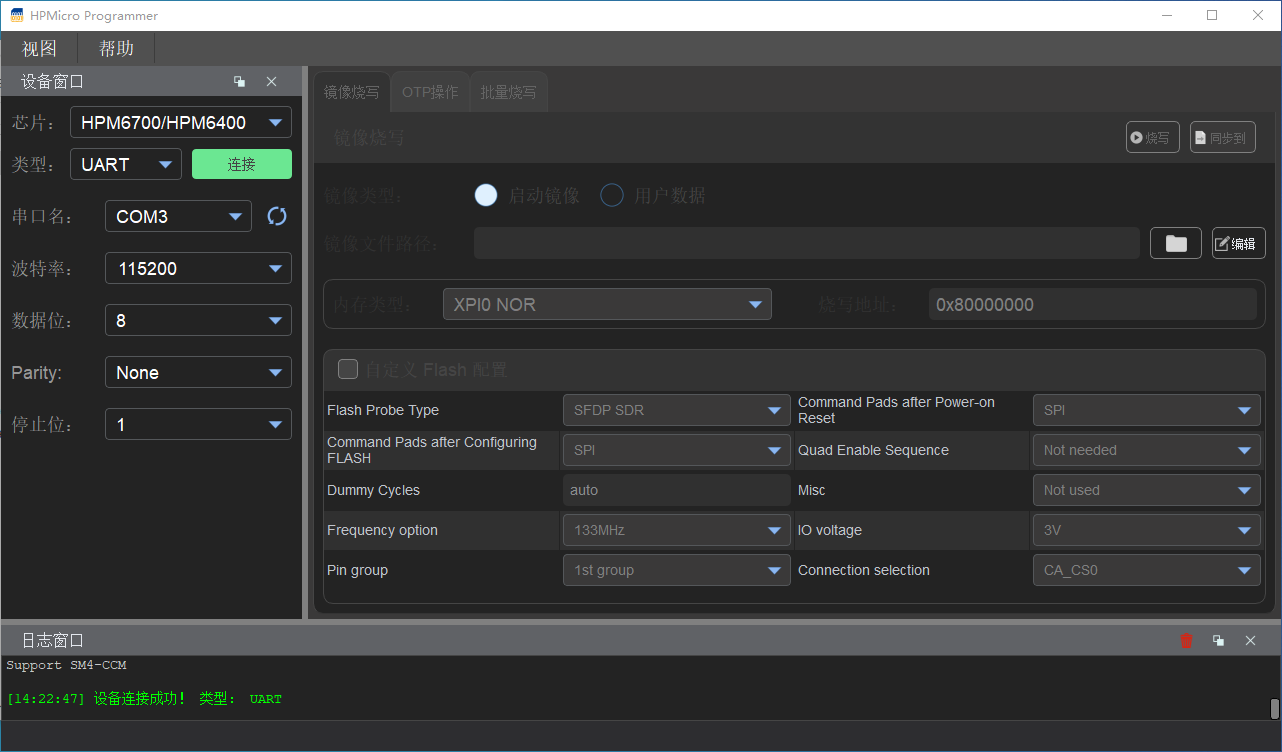 HPMicro Programmer
视图 帮助
设备窗口
芯片: HPM6700/HPM6400
类型: UART 连接
串口名: COM3
波特率: 115200
数据位: 8
Parity: None
停止位: 1
镜像烧写 OTP操作 批量烧写
镜像烧写 烧写 同步到
镜像类型: 启动镜像 用户数据
镜像文件路径: 编辑
内存类型: XPI0 NOR 烧写地址: 0x80000000
自定义 Flash 配置
Flash Probe Type SFDP SDR Command Pads after Power-on
Reset SPI
Command Pads after Configuring
FLASH SPI Quad Enable Sequence Not needed
Dummy Cycles auto Misc Not used
Frequency option 133MHz IO voltage 3V
Pin group 1st group Connection selection CA_CS0
日志窗口
Support SM4-CCM
[14:22:47] 设备连接成功! 类型: UART